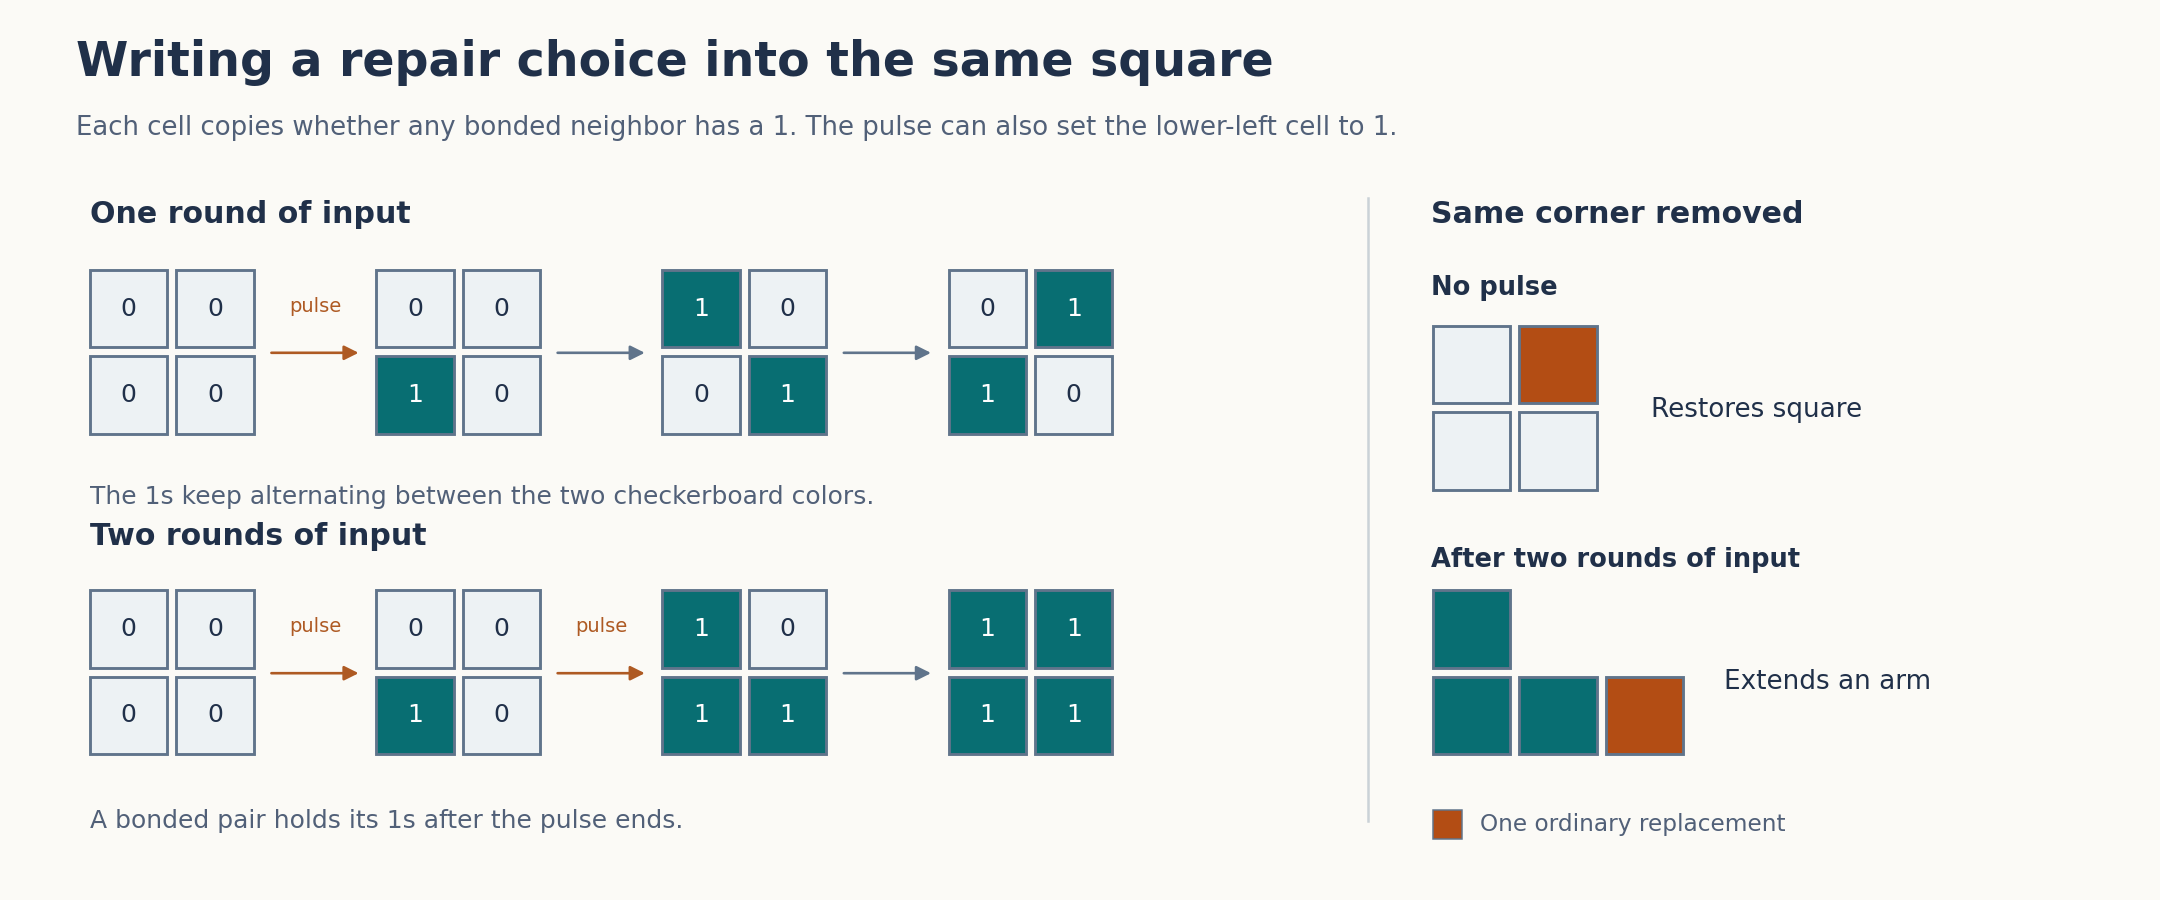 Writing a repair choice into the same square
Each cell copies whether any bonded neighbor has a 1. The pulse can also set the lower-left cell to 1.
One round of input
0 0 pulse 0 0 1 0 0 1
0 0 1 0 0 1 1 0
The 1s keep alternating between the two checkerboard colors.
Two rounds of input
0 0 pulse 0 0 pulse 1 0 1 1
0 0 1 0 1 1 1 1
A bonded pair holds its 1s after the pulse ends.
Same corner removed
No pulse
Restores square
After two rounds of input
Extends an arm
One ordinary replacement